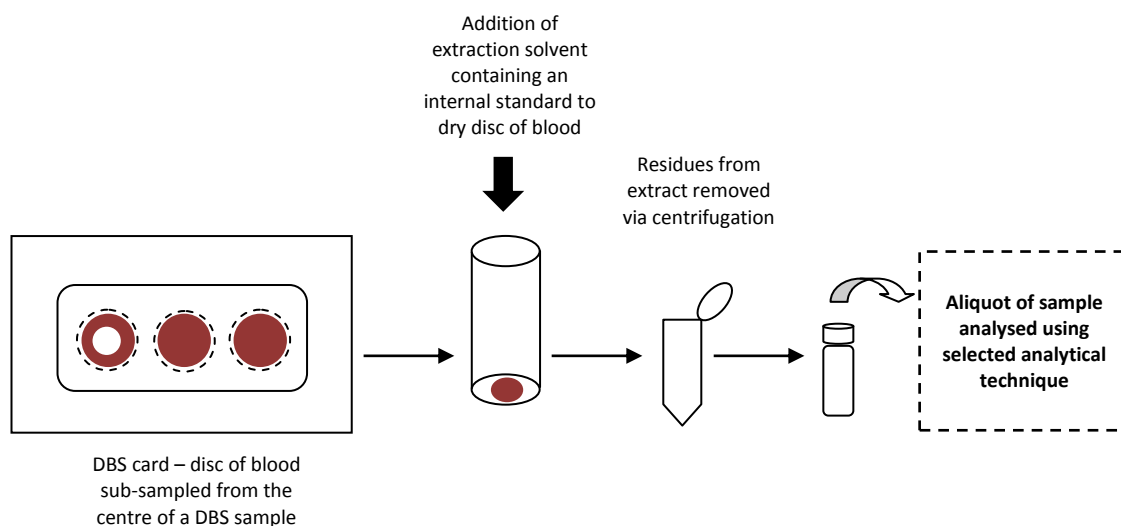 Addition of
extraction solvent
containing an
internal standard to
dry disc of blood
Residues from
extract removed
via centrifugation
Aliquot of sample
analysed using
selected analytical
technique
DBS card – disc of blood
sub-sampled from the
centre of a DBS sample